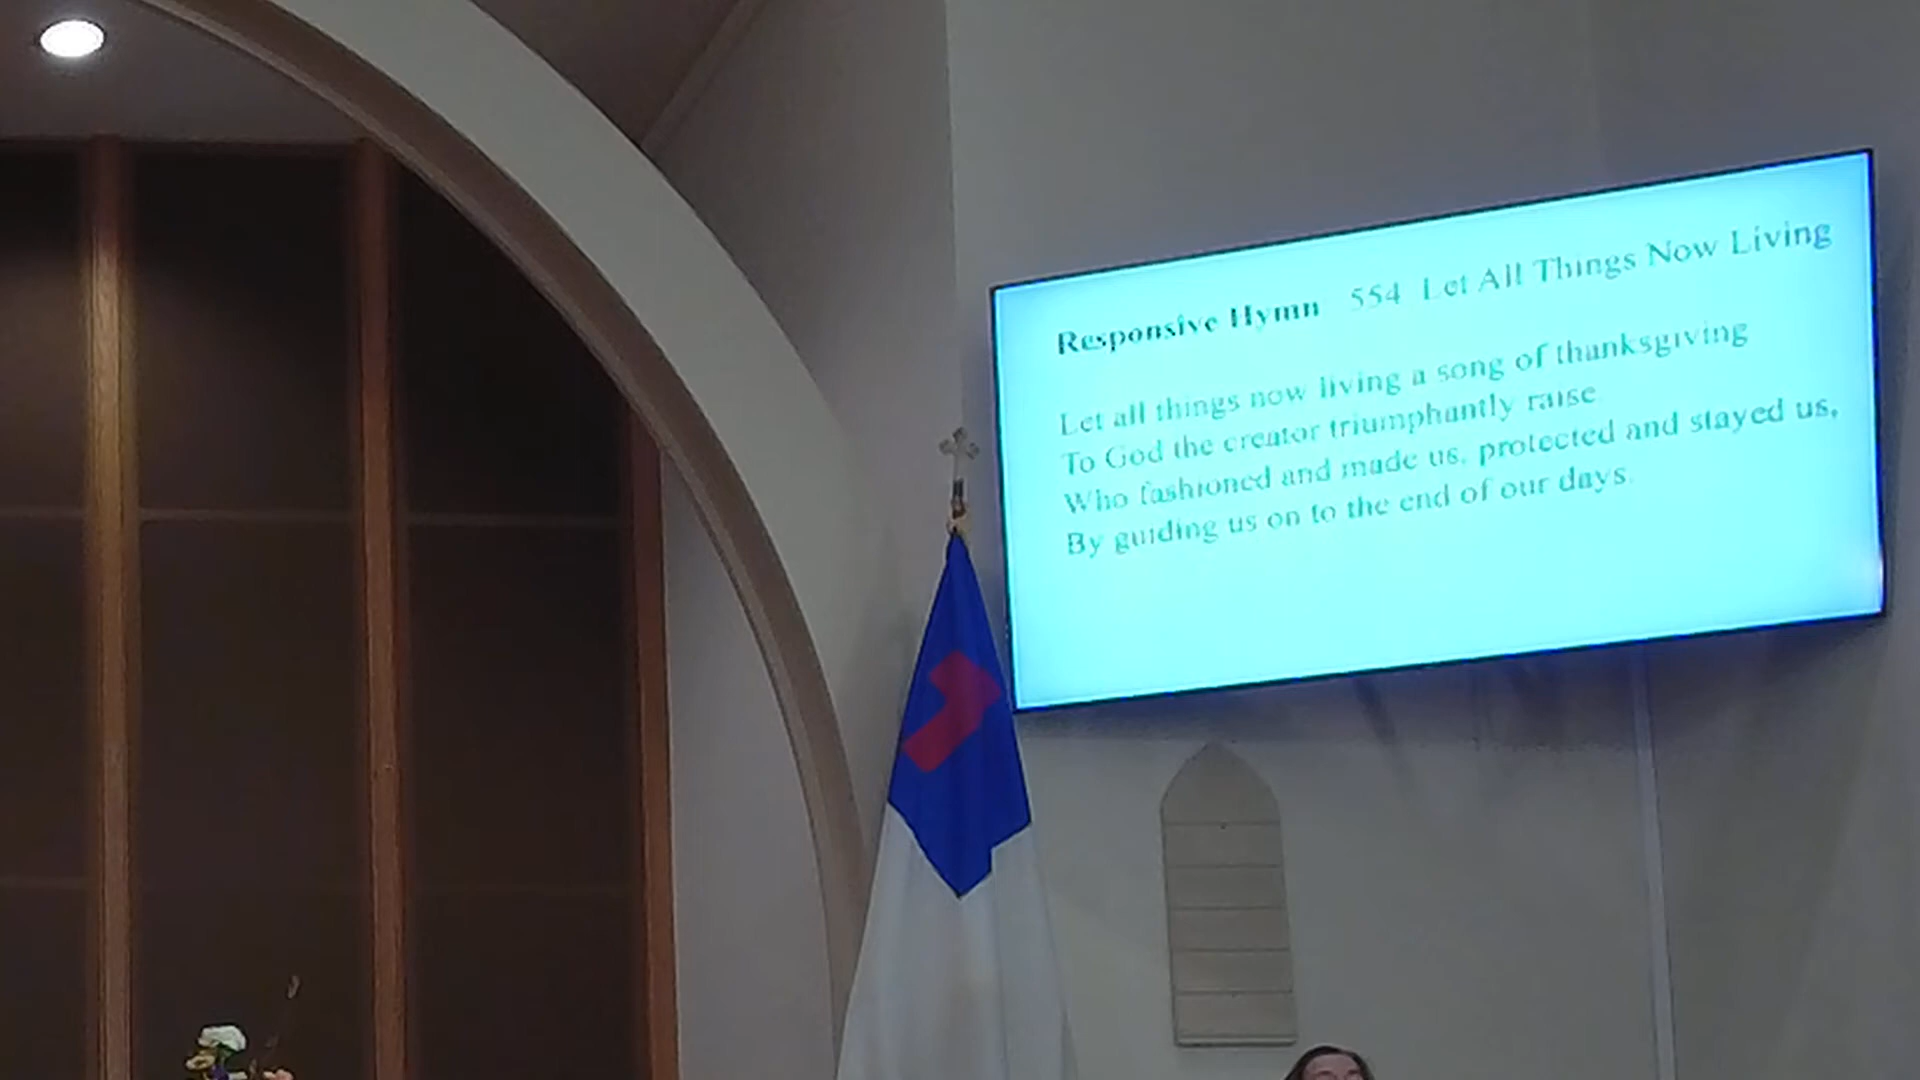 Responsive Hymn 554 Let All Things Now Living
Let all things now living a song of thanksgiving
To God the creator triumphantly raise
Who fashioned and made us, protected and stayed us,
By guiding us on to the end of our days.